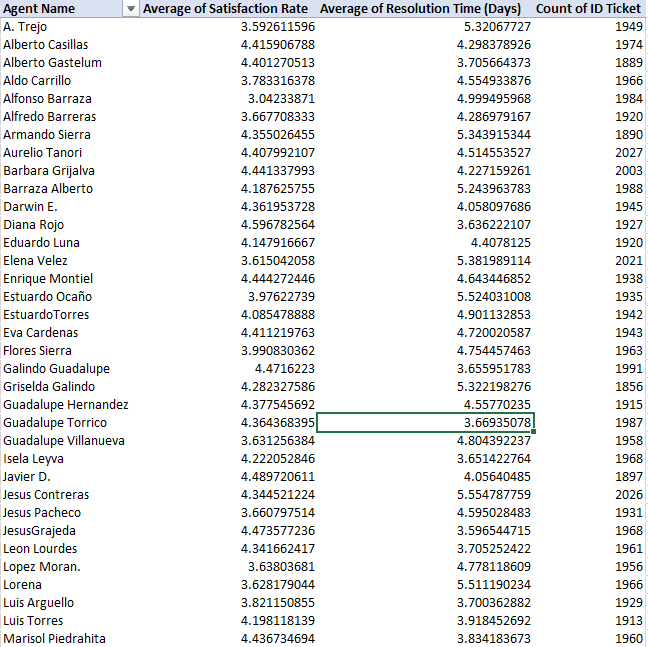 Agent Name Average of Satisfaction Rate Average of Resolution Time (Days) Count of ID Ticket
A. Trejo 3.592611596 5.32067727 1949
Alberto Casillas 4.415906788 4.298378926 1974
Alberto Gastelum 4.401270513 3.705664373 1889
Aldo Carrillo 3.783316378 4.554933876 1966
Alfonso Barraza 3.04233871 4.999495968 1984
Alfredo Barreras 3.667708333 4.286979167 1920
Armando Sierra 4.355026455 5.343915344 1890
Aurelio Tanori 4.407992107 4.514553527 2027
Barbara Grijalva 4.441337993 4.227159261 2003
Barraza Alberto 4.187625755 5.243963783 1988
Darwin E. 4.361953728 4.058097686 1945
Diana Rojo 4.596782564 3.636222107 1927
Eduardo Luna 4.147916667 4.4078125 1920
Elena Velez 3.615042058 5.381989114 2021
Enrique Montiel 4.444272446 4.643446852 1938
Estuardo Ocaño 3.97622739 5.524031008 1935
EstuardoTorres 4.085478888 4.901132853 1942
Eva Cardenas 4.411219763 4.720020587 1943
Flores Sierra 3.990830362 4.754457463 1963
Galindo Guadalupe 4.4716223 3.655951783 1991
Griselda Galindo 4.282327586 5.322198276 1856
Guadalupe Hernandez 4.377545692 4.55770235 1915
Guadalupe Torrico 4.364368395 3.66935078 1987
Guadalupe Villanueva 3.631256384 4.804392237 1958
Isela Leyva 4.222052846 3.651422764 1968
Javier D. 4.489720611 4.05640485 1897
Jesus Contreras 4.344521224 5.554787759 2026
Jesus Pacheco 3.660797514 4.595028483 1931
JesusGrajeda 4.473577236 3.596544715 1968
Leon Lourdes 4.341662417 3.705252422 1961
Lopez Moran. 3.63803681 4.778118609 1956
Lorena 3.628179044 5.511190234 1966
Luis Arguello 3.821150855 3.700362882 1929
Luis Torres 4.198118139 3.918452692 1913
Marisol Piedrahita 4.436734694 3.834183673 1960